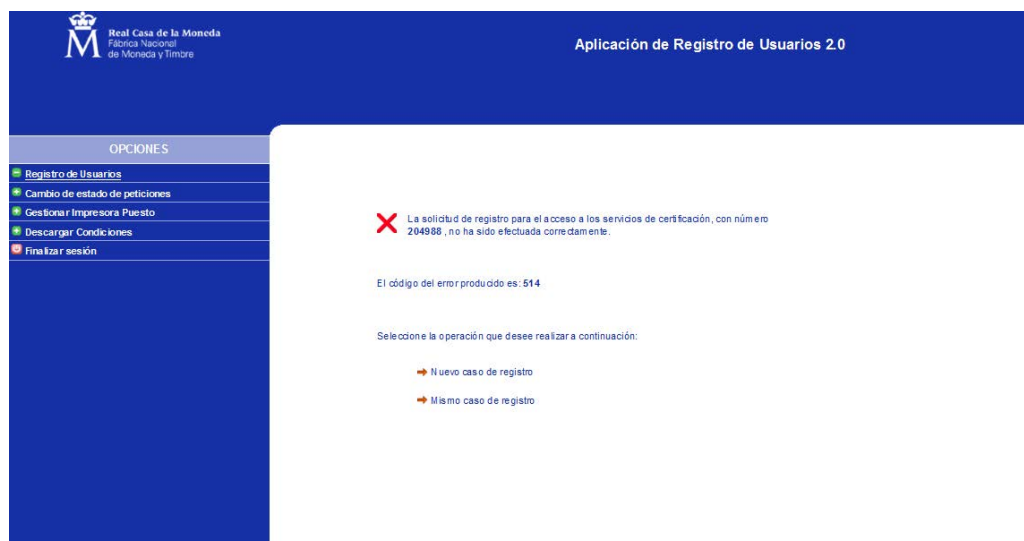 Real Casa de la Moneda
Fábrica Nacional
de Moneda y Timbre
Aplicación de Registro de Usuarios 2.0
OPCIONES
Registro de Usuarios
Cambio de estado de peticiones
Gestionar Impresora Puesto
Descargar Condiciones
Finalizar sesión
La solicitud de registro para el acceso a los servicios de certificación, con número
204988 , no ha sido efectuada correctamente.
El código del error producido es: 514
Seleccione la operación que desee realizar a continuación:
Nuevo caso de registro
Mismo caso de registro